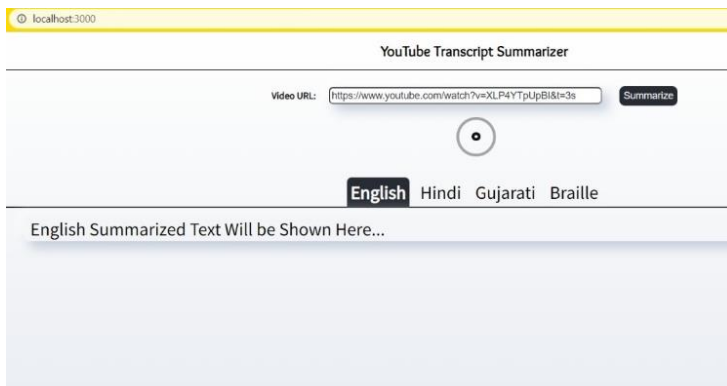 localhost:3000
YouTube Transcript Summarizer
Video URL: https://www.youtube.com/watch?v=XLP4YTpUpBI&t=3s Summarize
English Hindi Gujarati Braille
English Summarized Text Will be Shown Here...